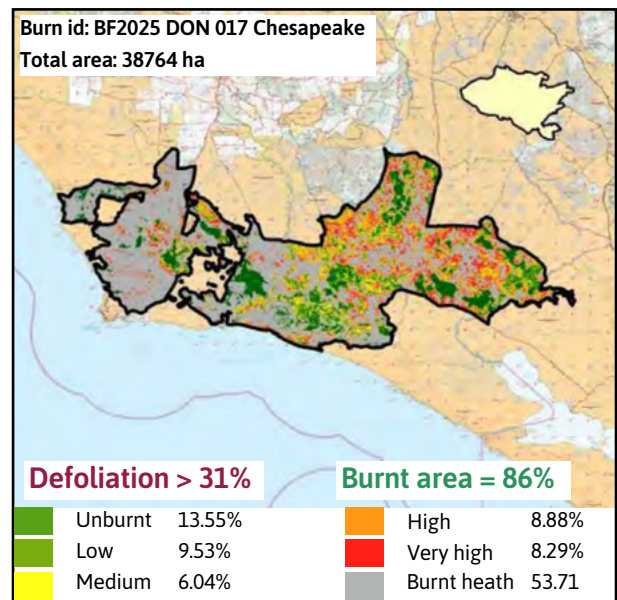 Burn id: BF2025 DON 017 Chesapeake
Total area: 38764 ha
Defoliation > 31%
Burnt area = 86%
Unburnt 13.55%
High 8.88%
Low 9.53%
Very high 8.29%
Medium 6.04%
Burnt heath 53.71